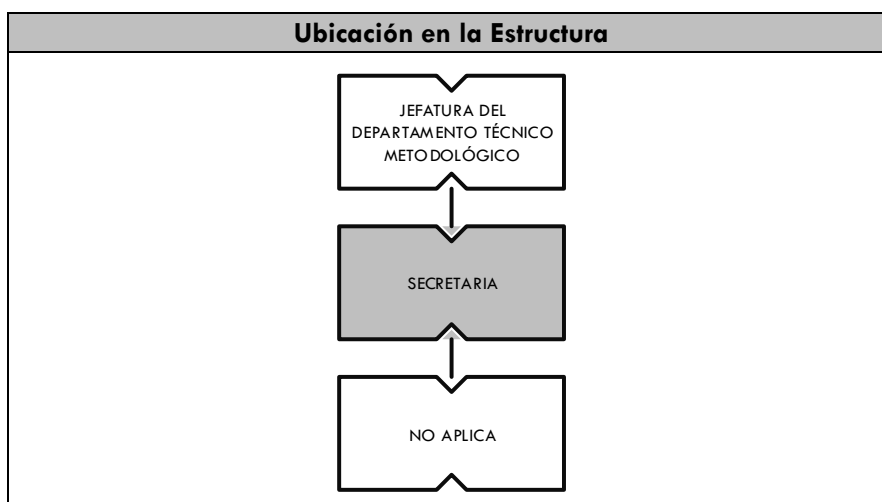 Ubicación en la Estructura
JEFATURA DEL
DEPARTAMENTO TÉCNICO
METODOLÓGICO
SECRETARIA
NO APLICA